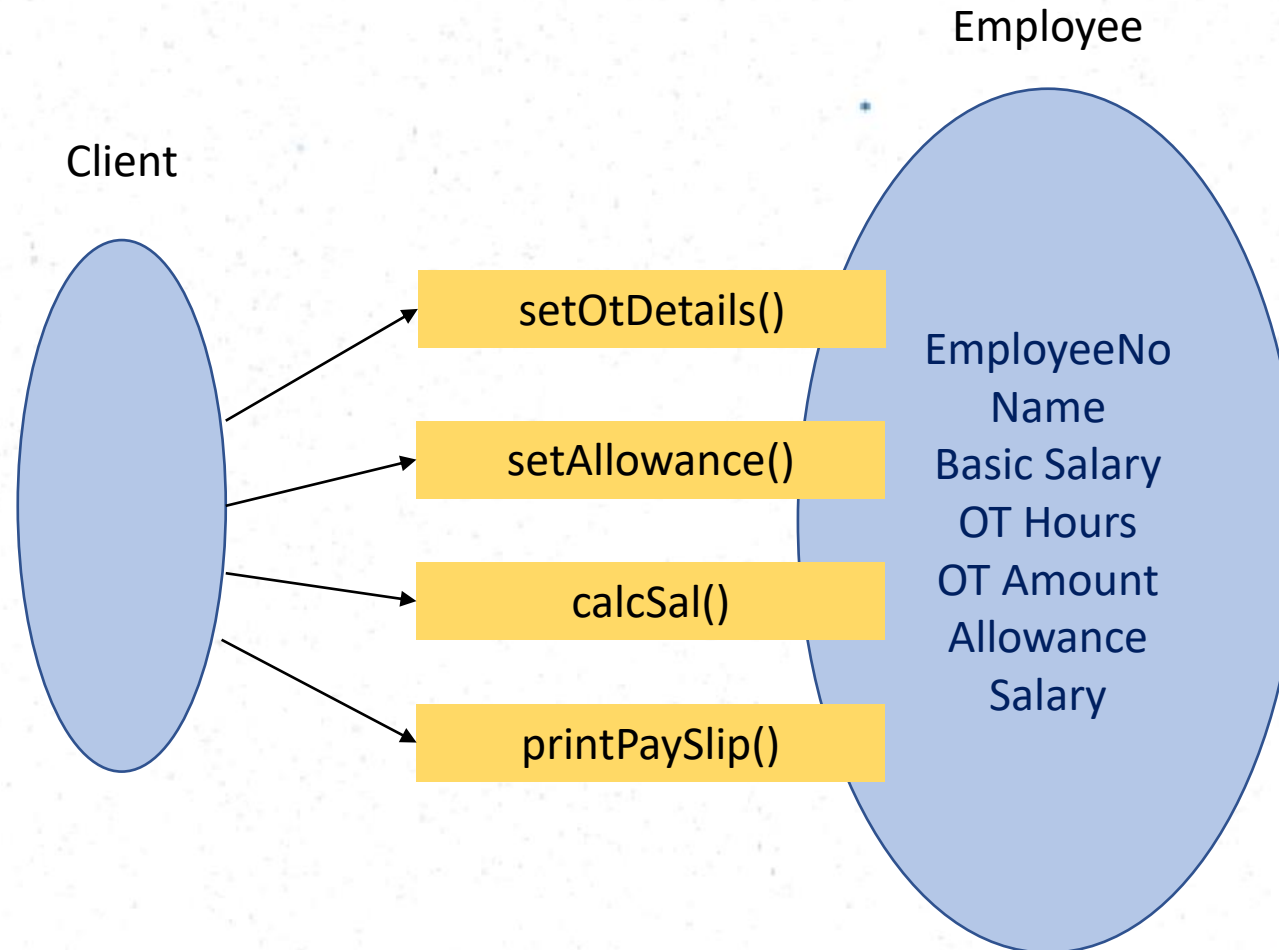 Employee
Client
setOtDetails()
setAllowance()
calcSal()
printPaySlip()
EmployeeNo
Name
Basic Salary
OT Hours
OT Amount
Allowance
Salary